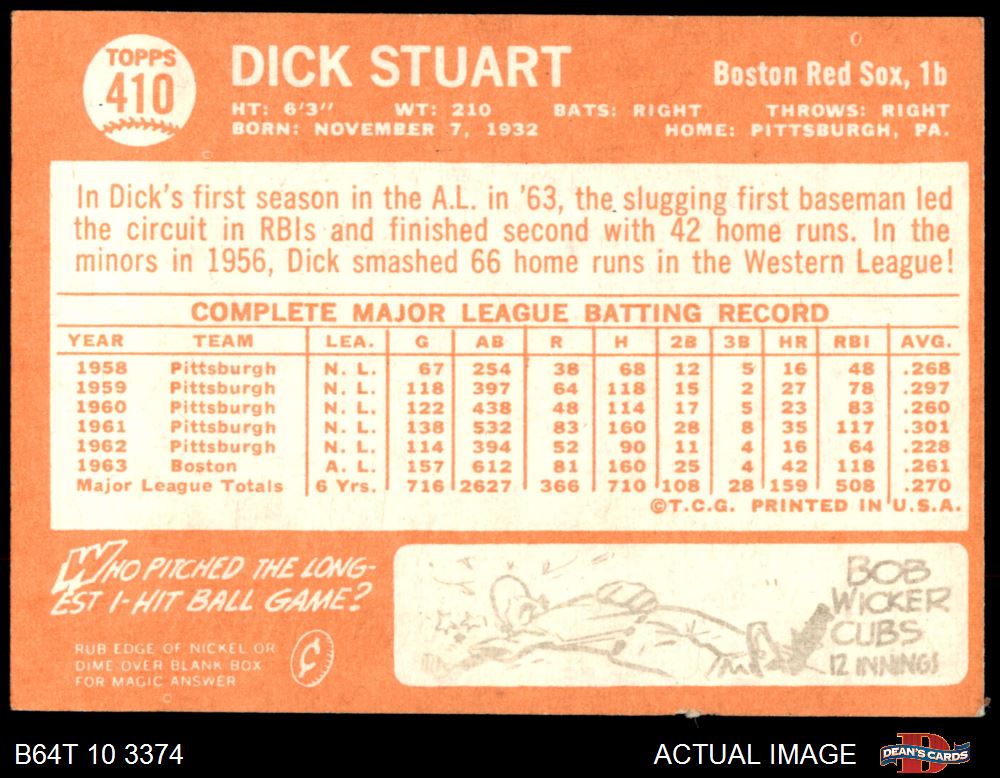 TOPPS
410
DICK STUART
Boston Red Sox, 1b
HT: 6'3" WT: 210 BATS: RIGHT THROWS: RIGHT
BORN: NOVEMBER 7, 1932 HOME: PITTSBURGH, PA.
In Dick's first season in the A.L. in '63, the slugging first baseman led
the circuit in RBIs and finished second with 42 home runs. In the
minors in 1956, Dick smashed 66 home runs in the Western League!
COMPLETE MAJOR LEAGUE BATTING RECORD
YEAR TEAM LEA. G AB R H 2B 3B HR RBI AVG.
1958 Pittsburgh N. L. 67 254 38 68 12 5 16 48 .268
1959 Pittsburgh N. L. 118 397 64 118 15 2 27 78 .297
1960 Pittsburgh N. L. 122 438 48 114 17 5 23 83 .260
1961 Pittsburgh N. L. 138 532 83 160 28 8 35 117 .301
1962 Pittsburgh N. L. 114 394 52 90 11 4 16 64 .228
1963 Boston A. L. 157 612 81 160 25 4 42 118 .261
Major League Totals 6 Yrs. 716 2627 366 710 108 28 159 508 .270
©T.C.G. PRINTED IN U.S.A.
WHO PITCHED THE LONG-
EST 1-HIT BALL GAME?
RUB EDGE OF NICKEL OR
DIME OVER BLANK BOX
FOR MAGIC ANSWER
BOB
WICKER
CUBS
12 INNINGS
B64T 10 3374
ACTUAL IMAGE
DEAN'S CARDS